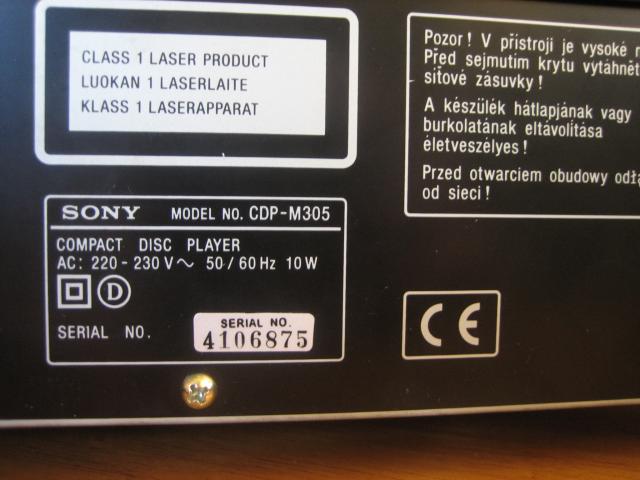 CLASS 1 LASER PRODUCT
LUOKAN 1 LASERLAITE
KLASS 1 LASERAPPARAT
Pozor! V přístroji je vysoké
Před sejmutím krytu vytáhnět
síťové zásuvky!
A készülék hátlapjának vagy
burkolatának eltávolítása
életveszélyes!
Przed otwarciem obudowy
od sieci!
SONY MODEL NO. CDP-M305
COMPACT DISC PLAYER
AC: 220-230 V~ 50/60 Hz 10 W
D
SERIAL NO.
SERIAL NO.
4106875
CE